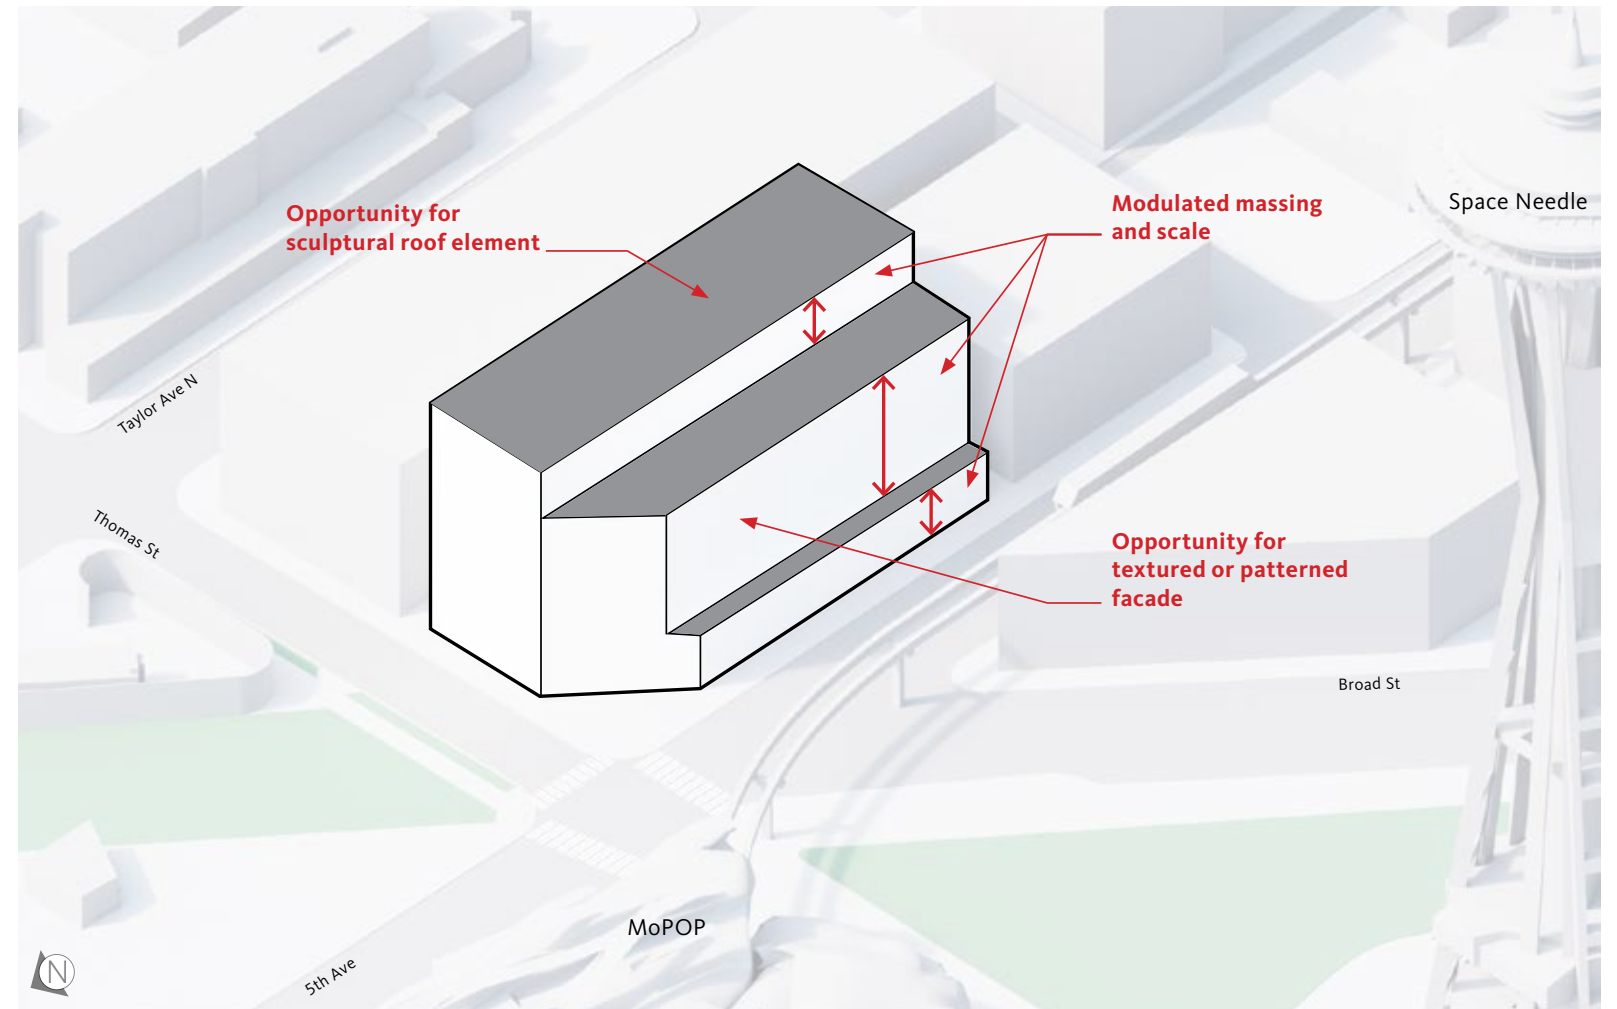 Opportunity for
sculptural roof element
Modulated massing
and scale
Space Needle
Taylor Ave N
Thomas St
Opportunity for
textured or patterned
facade
Broad St
MoPOP
5th Ave
N